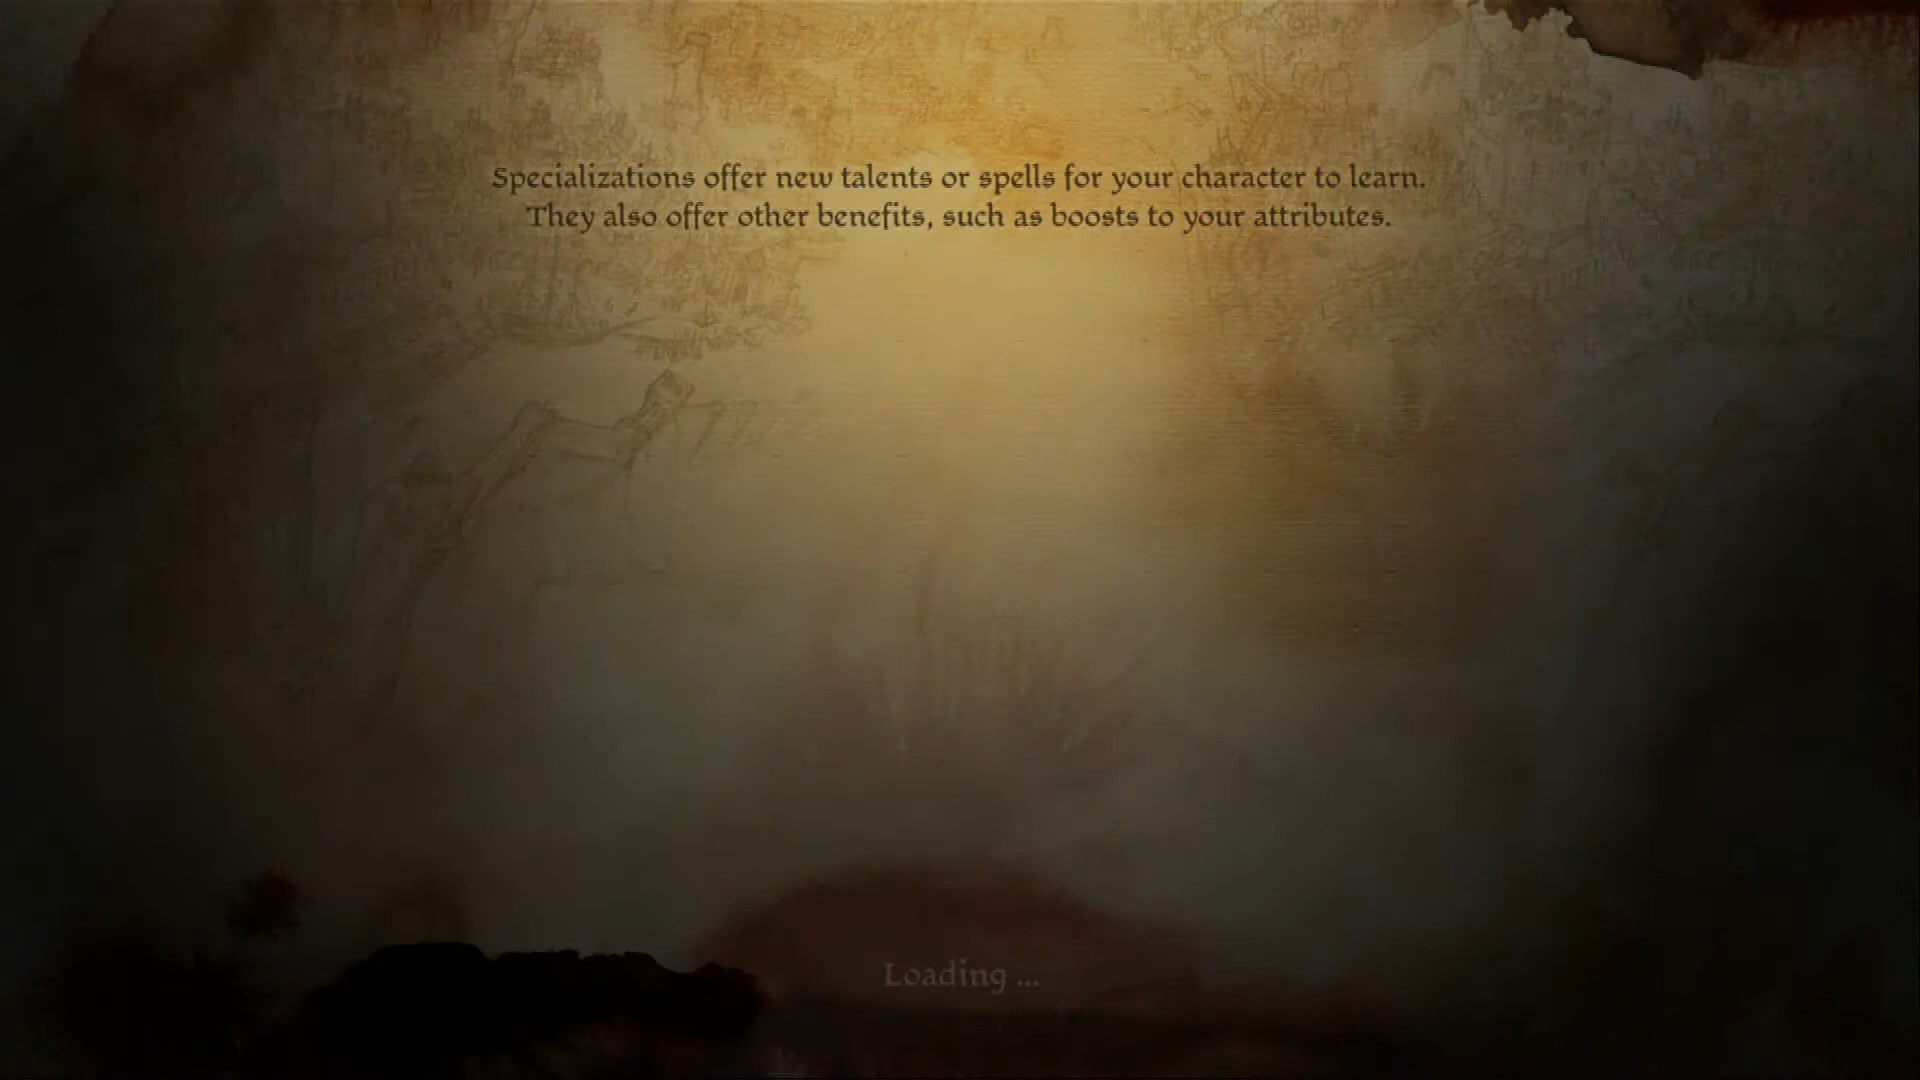 Specializations offer new talents or spells for your character to learn.
They also offer other benefits, such as boosts to your attributes.
Loading ...